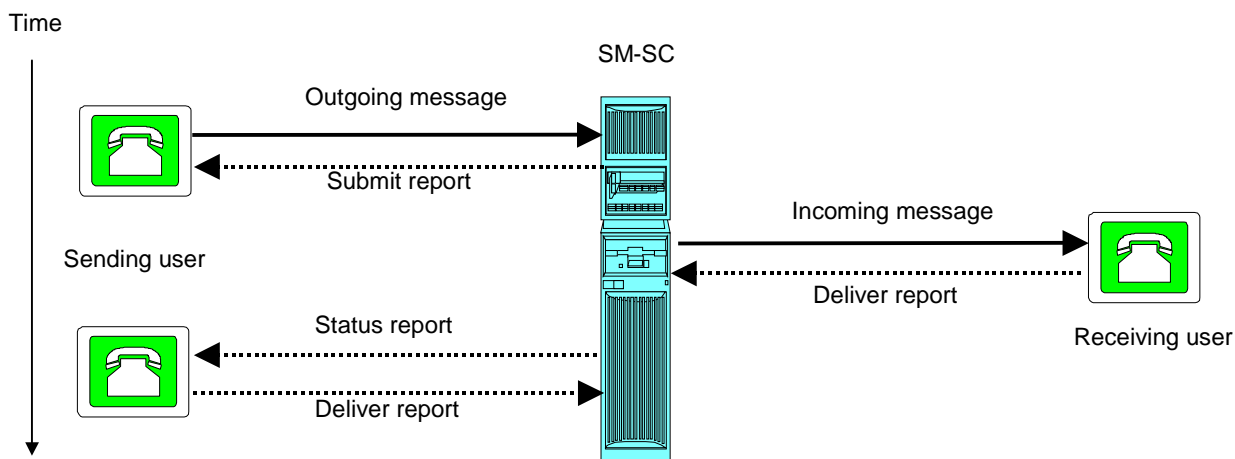 Time
SM-SC
Outgoing message
Submit report
Incoming message
Sending user
Deliver report
Status report
Receiving user
Deliver report